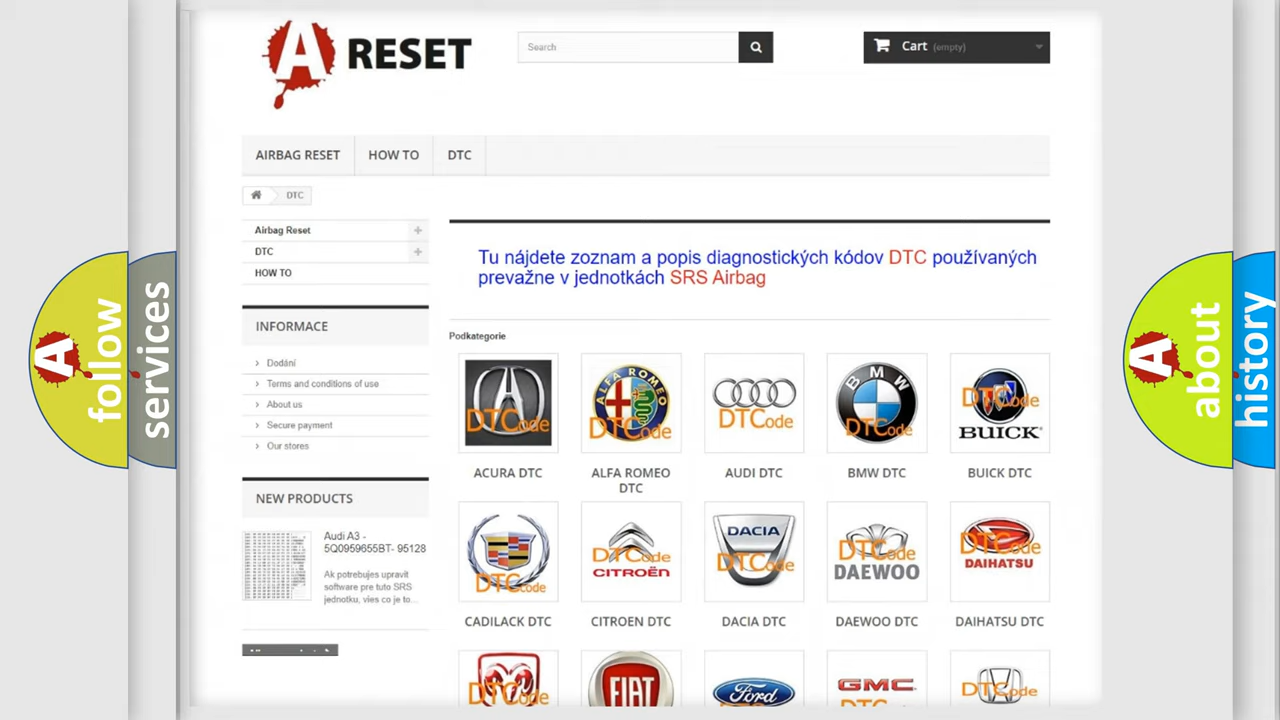 A RESET
Search
Cart (empty)
AIRBAG RESET
HOW TO
DTC
DTC
Airbag Reset
DTC
HOW TO
Tu nájdete zoznam a popis diagnostických kódov DTC používaných
prevažne v jednotkách SRS Airbag
INFORMACE
Dodání
Terms and conditions of use
About us
Secure payment
Our stores
NEW PRODUCTS
Audi A3 -
5Q0959655BT- 95128
Ak potrebujes upravit
software pre tuto SRS
jednotku, vies co je to...
Podkategorie
DTCode
ALFA ROMEO
DTCode
DTCode
BMW
DTCode
DTCode
BUICK
ACURA DTC
ALFA ROMEO
DTC
AUDI DTC
BMW DTC
BUICK DTC
DTCode
DTCode
CITROËN
DACIA
DTCode
DTCode
DAEWOO
DTCode
DAIHATSU
CADILACK DTC
CITROEN DTC
DACIA DTC
DAEWOO DTC
DAIHATSU DTC
DTCode
FIAT
Ford
GMC
DTCode
A follow
services
A about
history